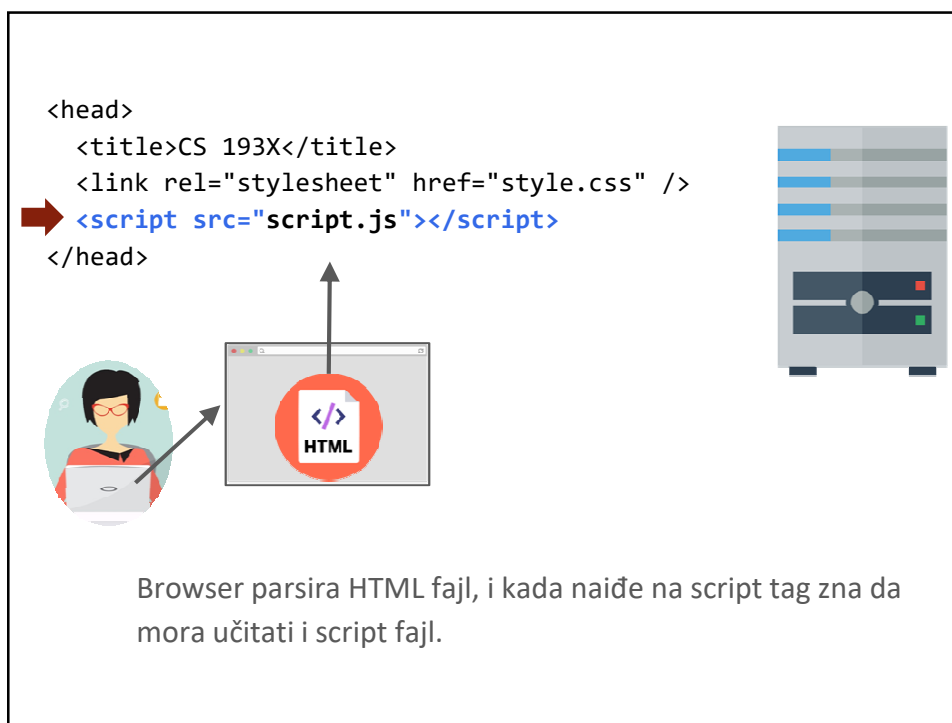 <head>
<title>CS 193X</title>
<link rel="stylesheet" href="style.css" />
<script src="script.js"></script>
</head>
</>
HTML
Browser parsira HTML fajl, i kada naiđe na script tag zna da
mora učitati i script fajl.